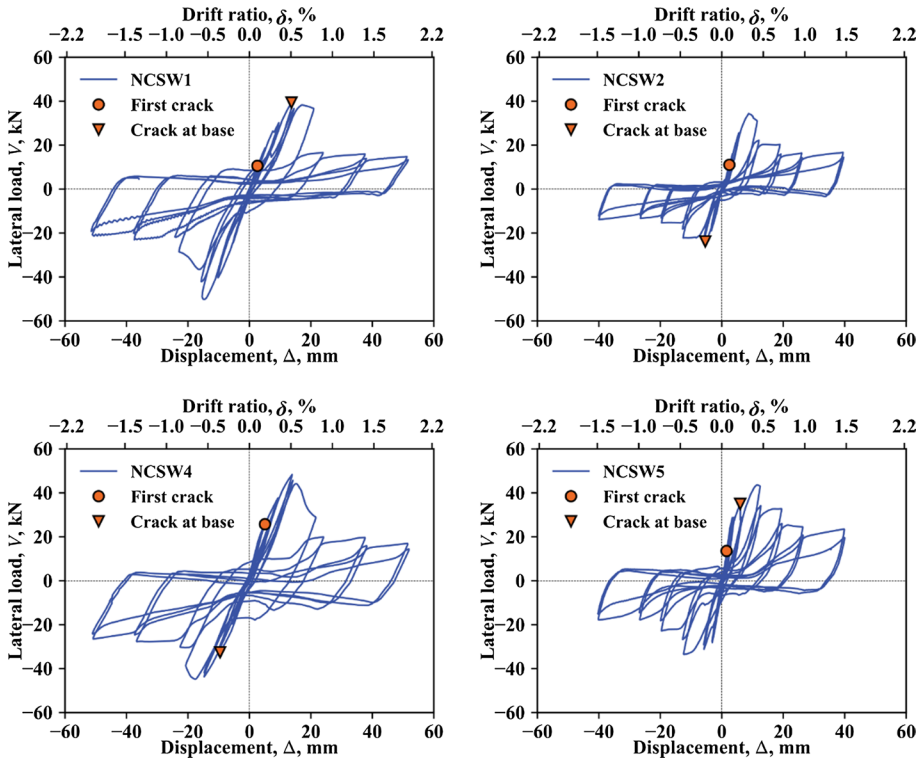 Drift ratio, δ, %
−2.2 −1.5 −1.0 −0.5 0.0 0.5 1.0 1.5 2.2
60
40
20
0
−20
−40
−60
Lateral load, V, kN
NCSW1
First crack
Crack at base
−60 −40 −20 0 20 40 60
Displacement, Δ, mm
Drift ratio, δ, %
−2.2 −1.5 −1.0 −0.5 0.0 0.5 1.0 1.5 2.2
60
40
20
0
−20
−40
−60
Lateral load, V, kN
NCSW2
First crack
Crack at base
−60 −40 −20 0 20 40 60
Displacement, Δ, mm
Drift ratio, δ, %
−2.2 −1.5 −1.0 −0.5 0.0 0.5 1.0 1.5 2.2
60
40
20
0
−20
−40
−60
Lateral load, V, kN
NCSW4
First crack
Crack at base
−60 −40 −20 0 20 40 60
Displacement, Δ, mm
Drift ratio, δ, %
−2.2 −1.5 −1.0 −0.5 0.0 0.5 1.0 1.5 2.2
60
40
20
0
−20
−40
−60
Lateral load, V, kN
NCSW5
First crack
Crack at base
−60 −40 −20 0 20 40 60
Displacement, Δ, mm